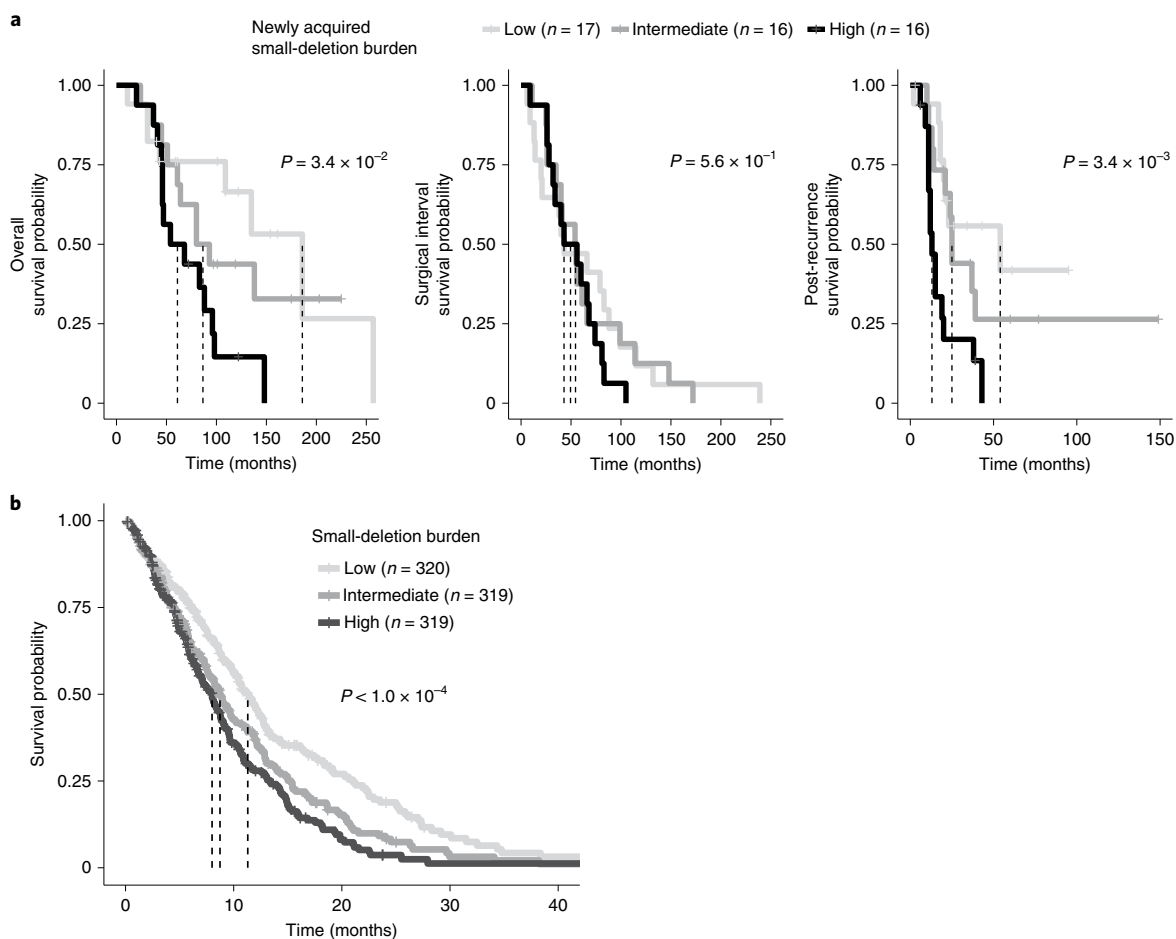 a
Newly acquired
small-deletion burden
Low (n = 17)
Intermediate (n = 16)
High (n = 16)
Overall
survival probability
1.00
0.75
0.50
0.25
0
P = 3.4 × 10⁻²
0 50 100 150 200 250
Time (months)
Surgical interval
survival probability
1.00
0.75
0.50
0.25
0
P = 5.6 × 10⁻¹
0 50 100 150 200 250
Time (months)
Post-recurrence
survival probability
1.00
0.75
0.50
0.25
0
P = 3.4 × 10⁻³
0 50 100 150
Time (months)
b
Survival probability
1.00
0.75
0.50
0.25
0
Small-deletion burden
Low (n = 320)
Intermediate (n = 319)
High (n = 319)
P < 1.0 × 10⁻⁴
0 10 20 30 40
Time (months)